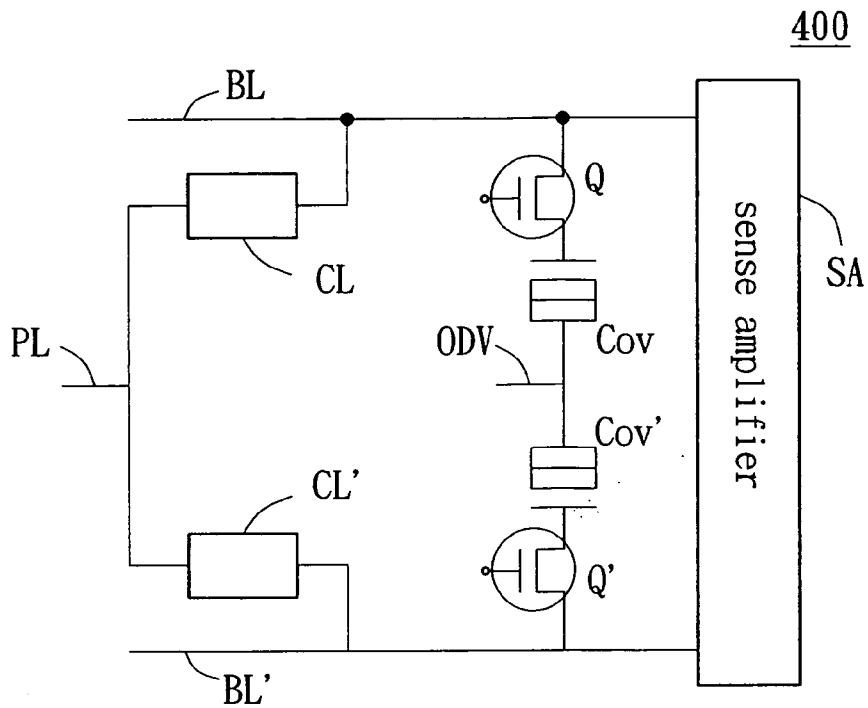 400
BL
Q
CL
SA
PL
ODV
Cov
Cov'
CL'
Q'
BL'
sense amplifier